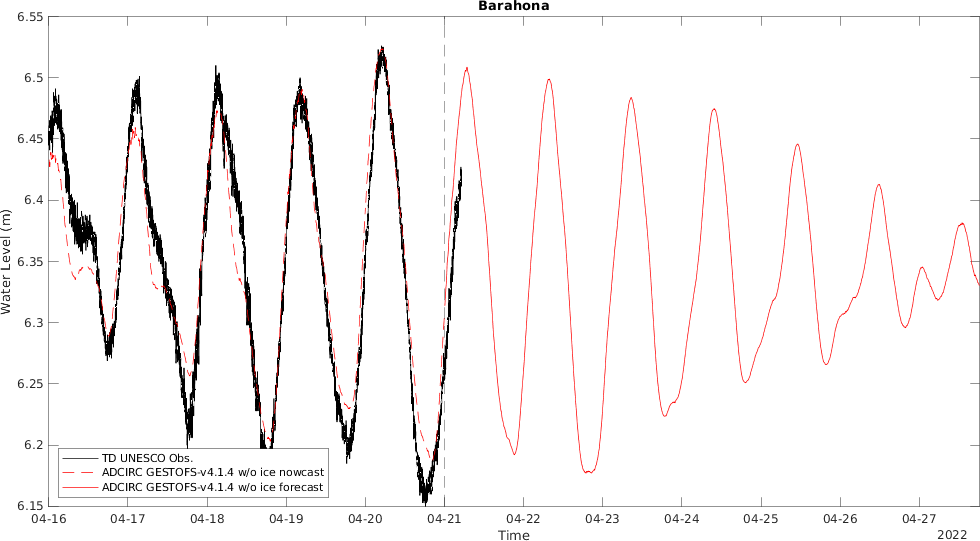 Barahona
6.55
6.5
6.45
6.4
6.35
6.3
6.25
6.2
6.15
Water Level (m)
TD UNESCO Obs.
ADCIRC GESTOFS-v4.1.4 w/o ice nowcast
ADCIRC GESTOFS-v4.1.4 w/o ice forecast
04-16 04-17 04-18 04-19 04-20 04-21 04-22 04-23 04-24 04-25 04-26 04-27
Time
2022